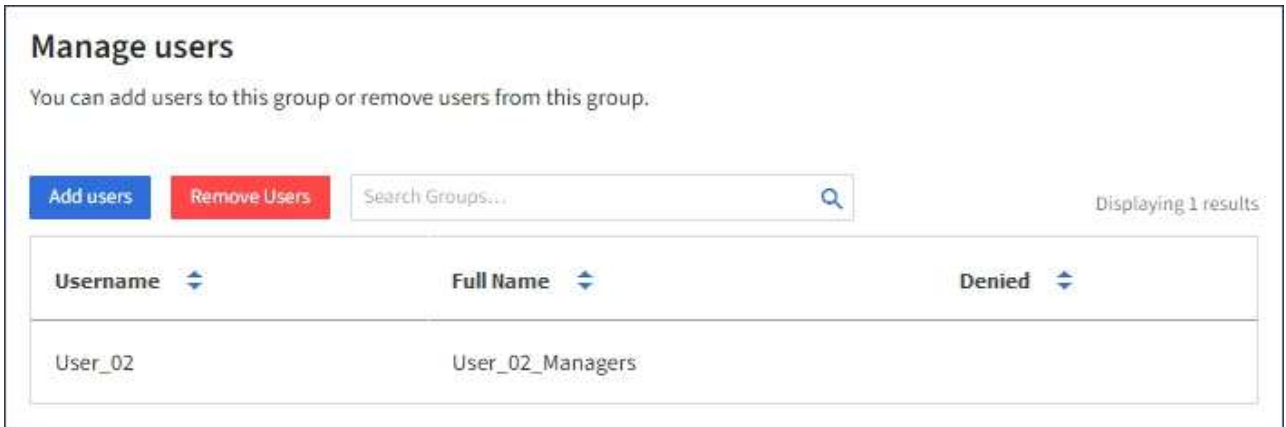 Manage users
You can add users to this group or remove users from this group.
Add users Remove Users Search Groups... Displaying 1 results
Username Full Name Denied
User_02 User_02_Managers